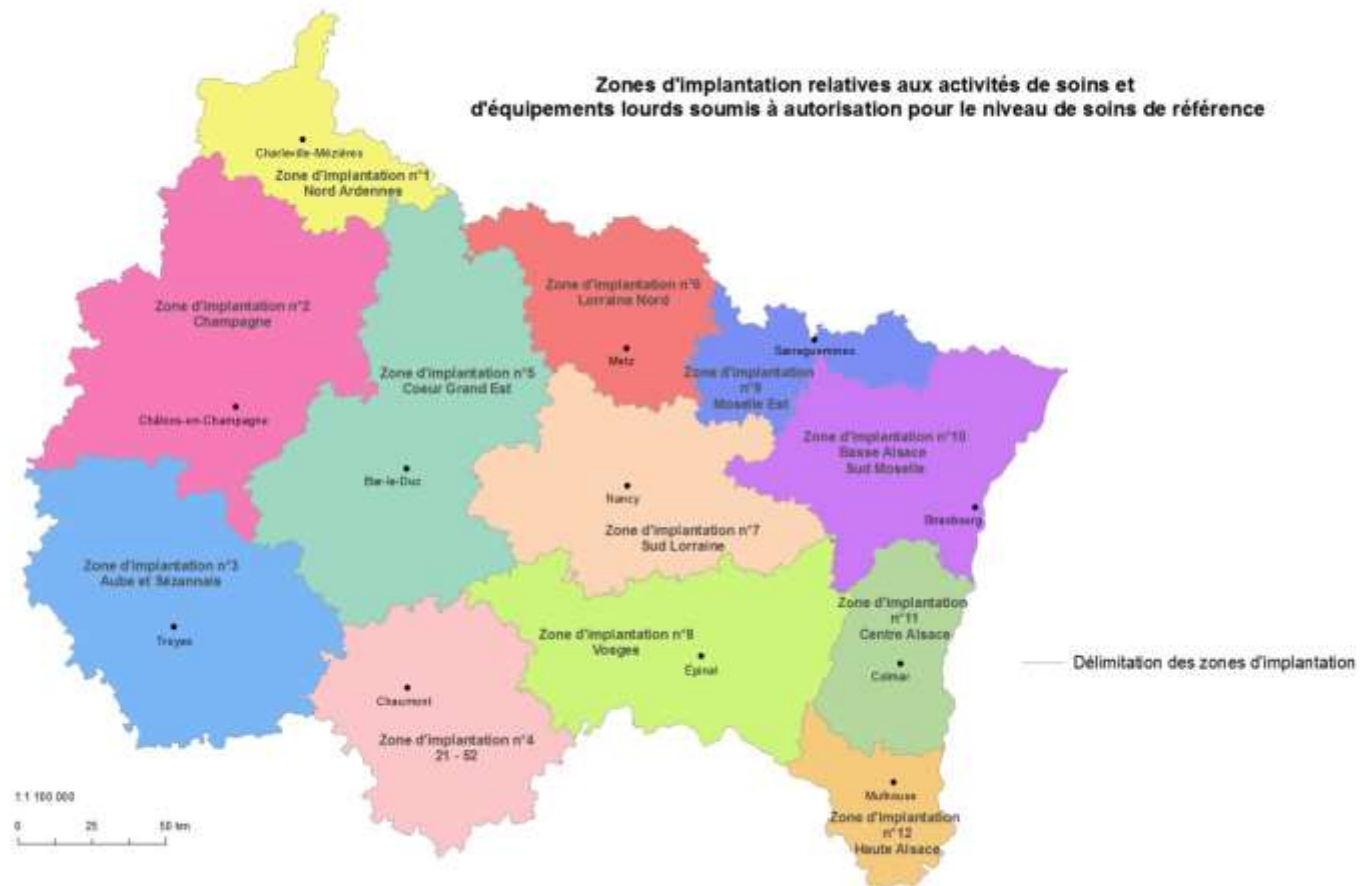 Zones d'implantation relatives aux activités de soins et
d'équipements lourds soumis à autorisation pour le niveau de soins de référence
Charleville-Mézières
Zone d'implantation n°1
Nord Ardennes
Zone d'implantation n°2
Champagne
Châlons-en-Champagne
Zone d'implantation n°3
Aube et Sézannais
Troyes
Zone d'implantation n°5
Coeur Grand Est
Bar-le-Duc
Zone d'implantation n°6
Lorraine Nord
Metz
Sarreguemines
Zone d'implantation
n°9
Moselle Est
Zone d'implantation n°10
Basse Alsace
Sud Moselle
Strasbourg
Nancy
Zone d'implantation n°7
Sud Lorraine
Zone d'implantation n°8
Vosges
Épinal
Zone d'implantation
n°11
Centre Alsace
Colmar
Délimitation des zones d'implantation
Chaumont
Zone d'implantation n°4
21 - 52
Mulhouse
Zone d'implantation
n°12
Haute Alsace
1:1 100 000
0 25 50 km